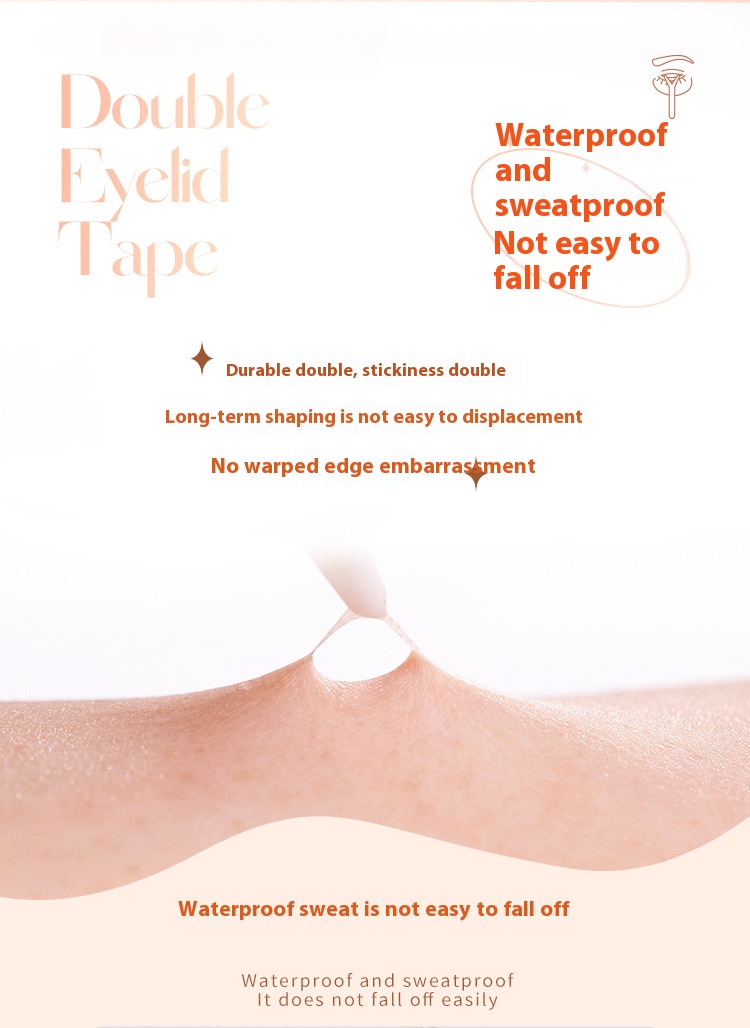 Double
Eyelid
Tape
Waterproof
and
sweatproof
Not easy to
fall off
Durable double, stickiness double
Long-term shaping is not easy to displacement
No warped edge embarrassment
Waterproof sweat is not easy to fall off
Waterproof and sweatproof
It does not fall off easily